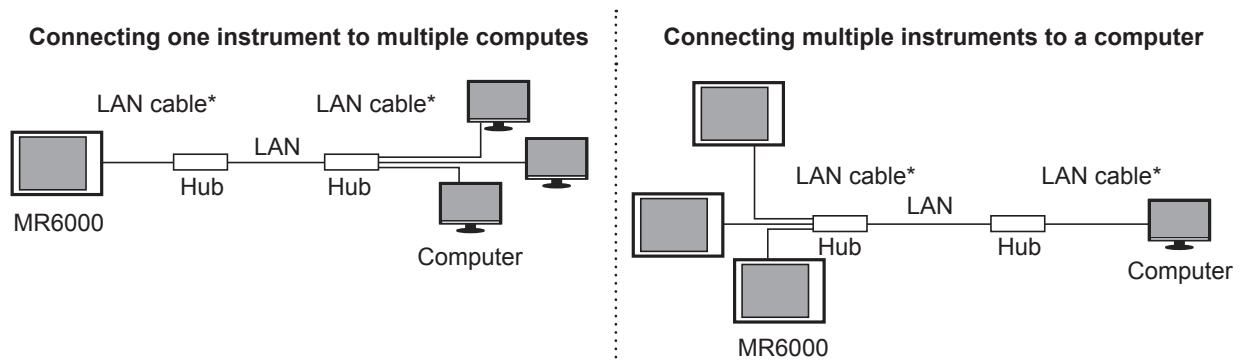 Connecting one instrument to multiple computes
LAN cable*
LAN cable*
LAN
Hub
Hub
MR6000
Computer
Connecting multiple instruments to a computer
LAN cable*
LAN cable*
LAN
Hub
Hub
Computer
MR6000